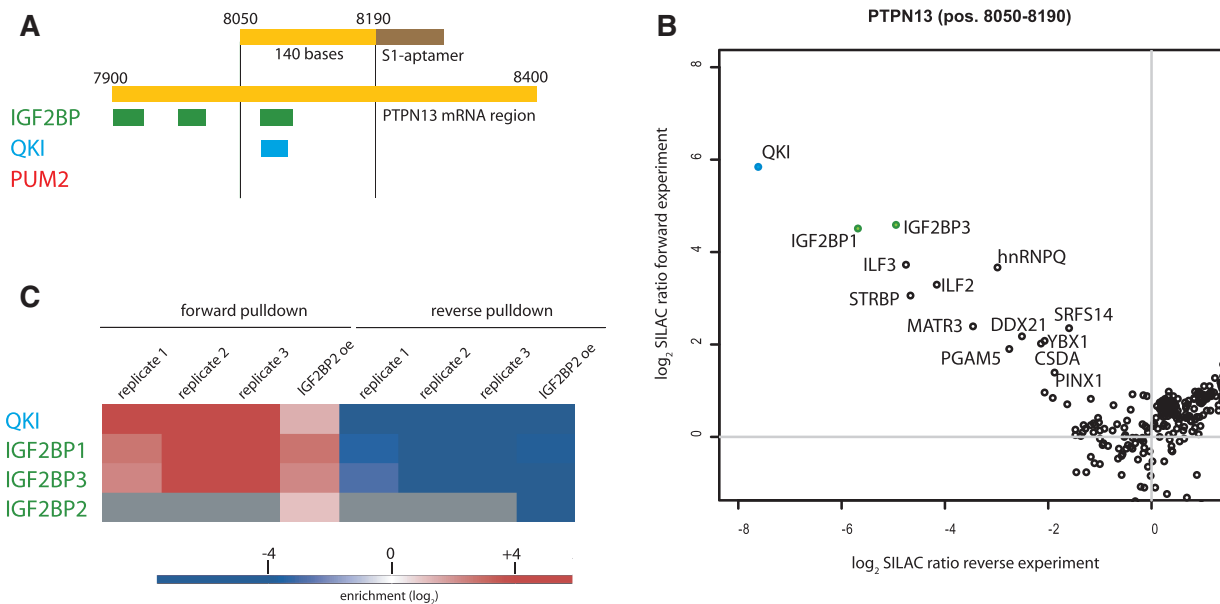 A
8050 8190
140 bases S1-aptamer
7900 8400
IGF2BP PTPN13 mRNA region
QKI
PUM2
B
PTPN13 (pos. 8050-8190)
log2 SILAC ratio forward experiment
8
6
4
2
0
QKI
IGF2BP1 IGF2BP3
ILF3 hnRNPQ
STRBP ILF2
MATR3 DDX21 SRFS14
YBX1
PGAM5 CSDA
PINX1
-8 -6 -4 -2 0
log2 SILAC ratio reverse experiment
C
forward pulldown reverse pulldown
replicate 1 replicate 2 replicate 3 IGF2BP2 oe replicate 1 replicate 2 replicate 3 IGF2BP2 oe
QKI
IGF2BP1
IGF2BP3
IGF2BP2
-4 0 +4
enrichment (log2)